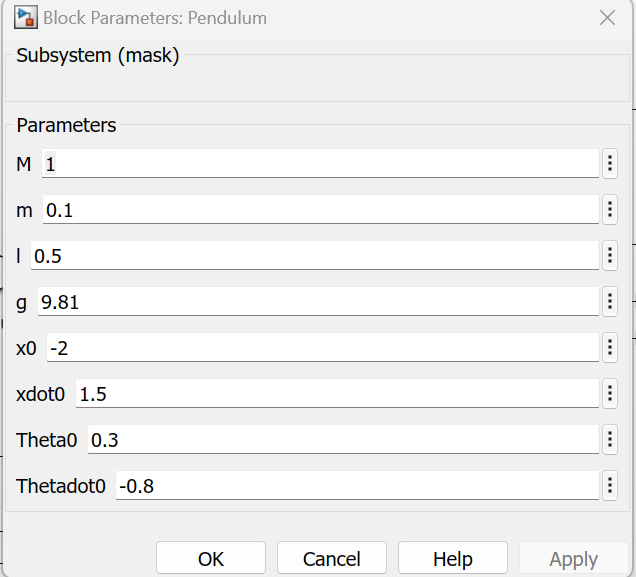 Block Parameters: Pendulum
Subsystem (mask)
Parameters
M 1
m 0.1
l 0.5
g 9.81
x0 -2
xdot0 1.5
Theta0 0.3
Thetadot0 -0.8
OK Cancel Help Apply